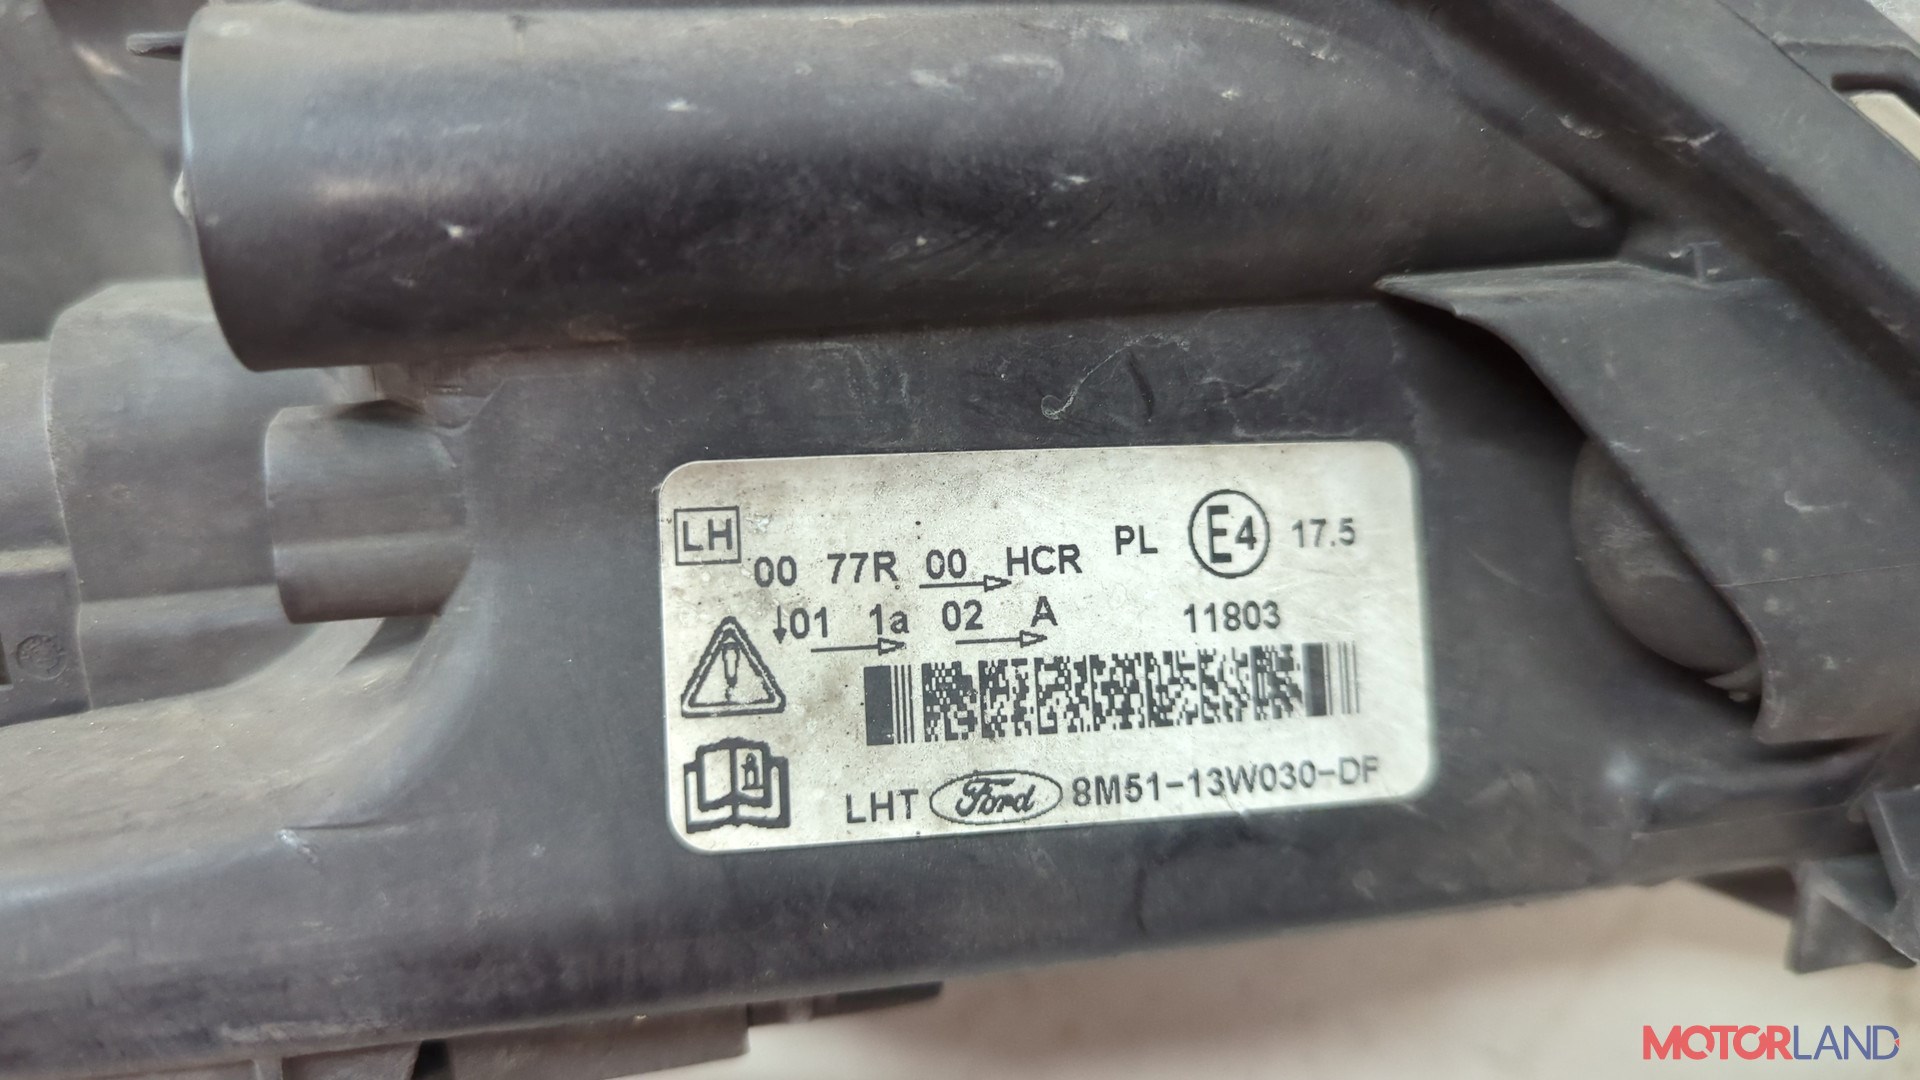 LH
00 77R 00 HCR PL E4 17.5
01 1a 02 A 11803
LHT Ford 8M51-13W030-DF
MOTORLAND